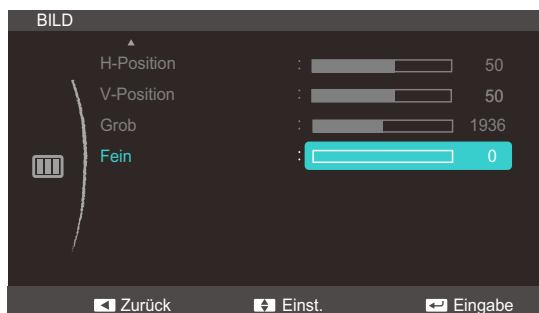 BILD
H-Position : 50
V-Position : 50
Grob : 1936
Fein : 0
Zurück Einst. Eingabe